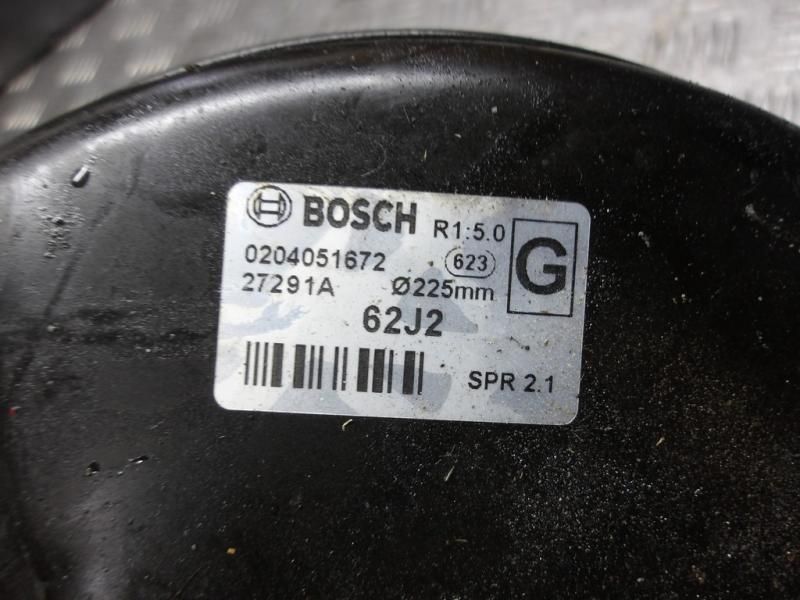 BOSCH R1:5.0 G
0204051672 623
27291A Ø225mm
62J2
SPR 2.1